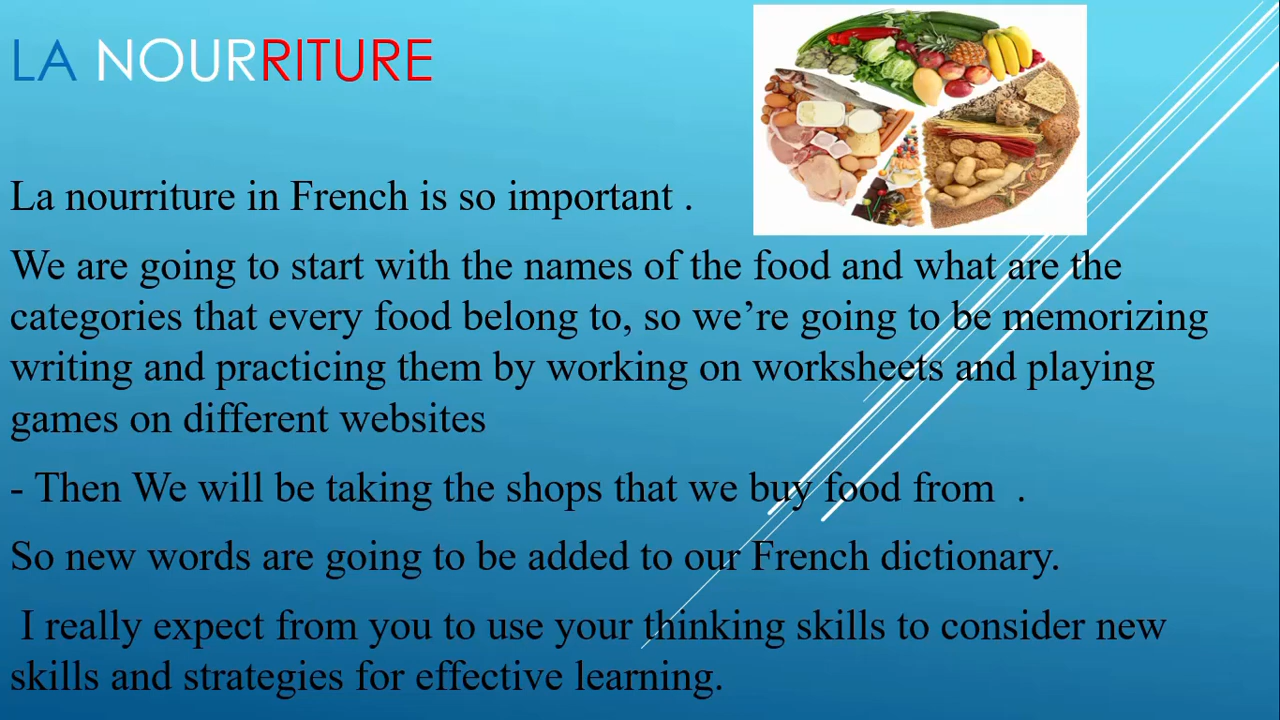 LA NOURRITURE
La nourriture in French is so important .
We are going to start with the names of the food and what are the
categories that every food belong to, so we’re going to be memorizing
writing and practicing them by working on worksheets and playing
games on different websites
- Then We will be taking the shops that we buy food from  .
So new words are going to be added to our French dictionary.
I really expect from you to use your thinking skills to consider new
skills and strategies for effective learning.